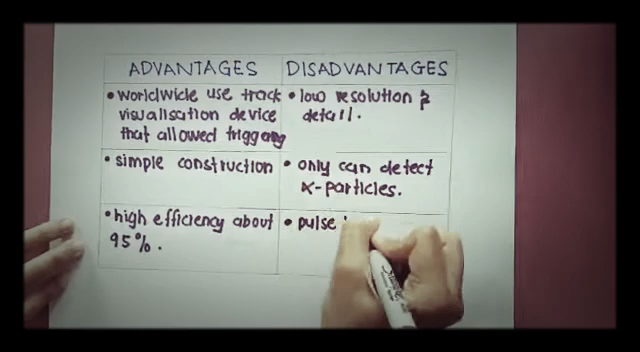 ADVANTAGES
DISADVANTAGES
• worldwide use track
visualisation device
that allowed triggering
• low resolution &
detail.
• simple construction
• only can detect
α-particles.
• high efficiency about
95%.
• pulse